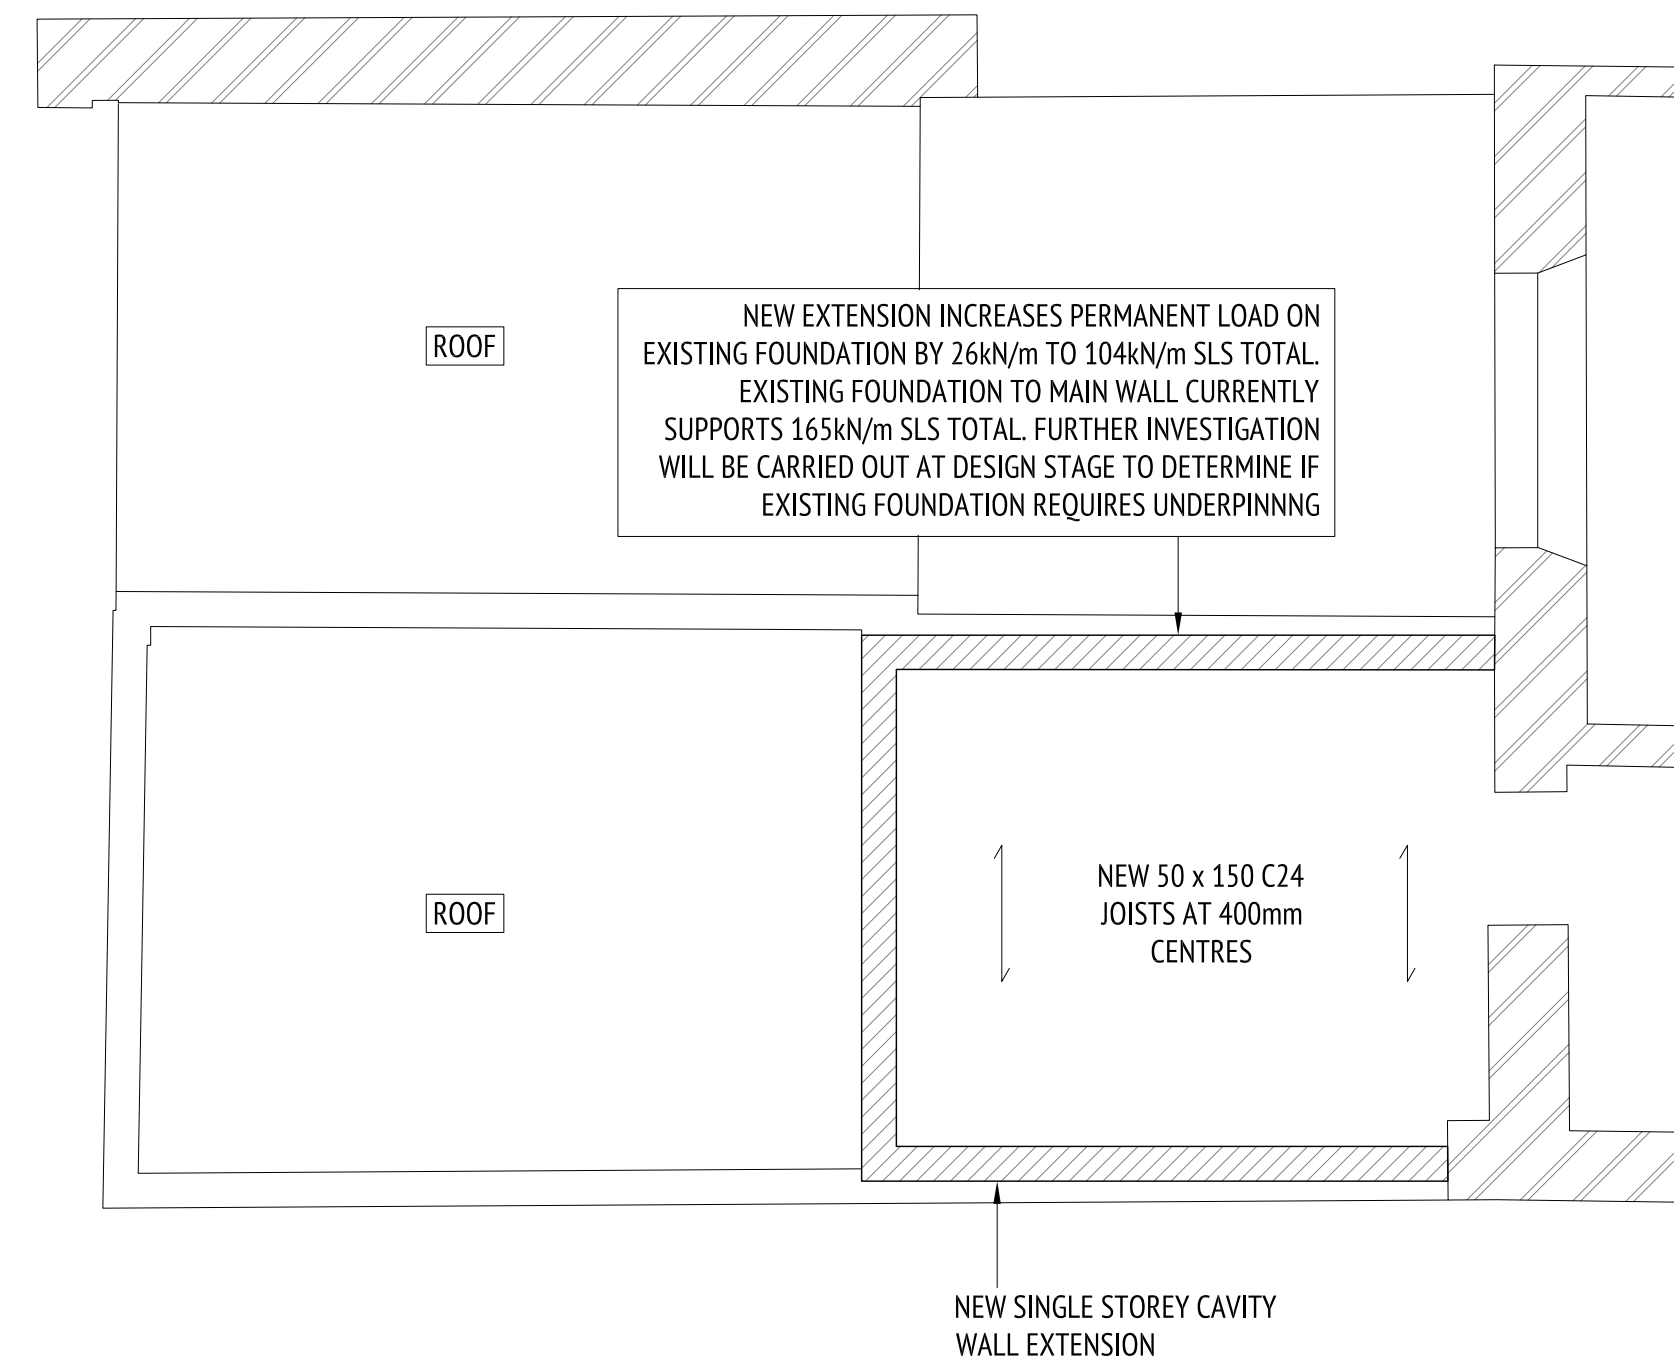 NEW EXTENSION INCREASES PERMANENT LOAD ON
EXISTING FOUNDATION BY 26kN/m TO 104kN/m SLS TOTAL.
EXISTING FOUNDATION TO MAIN WALL CURRENTLY
SUPPORTS 165kN/m SLS TOTAL. FURTHER INVESTIGATION
WILL BE CARRIED OUT AT DESIGN STAGE TO DETERMINE IF
EXISTING FOUNDATION REQUIRES UNDERPINNNG
ROOF
ROOF
NEW 50 x 150 C24
JOISTS AT 400mm
CENTRES
NEW SINGLE STOREY CAVITY
WALL EXTENSION